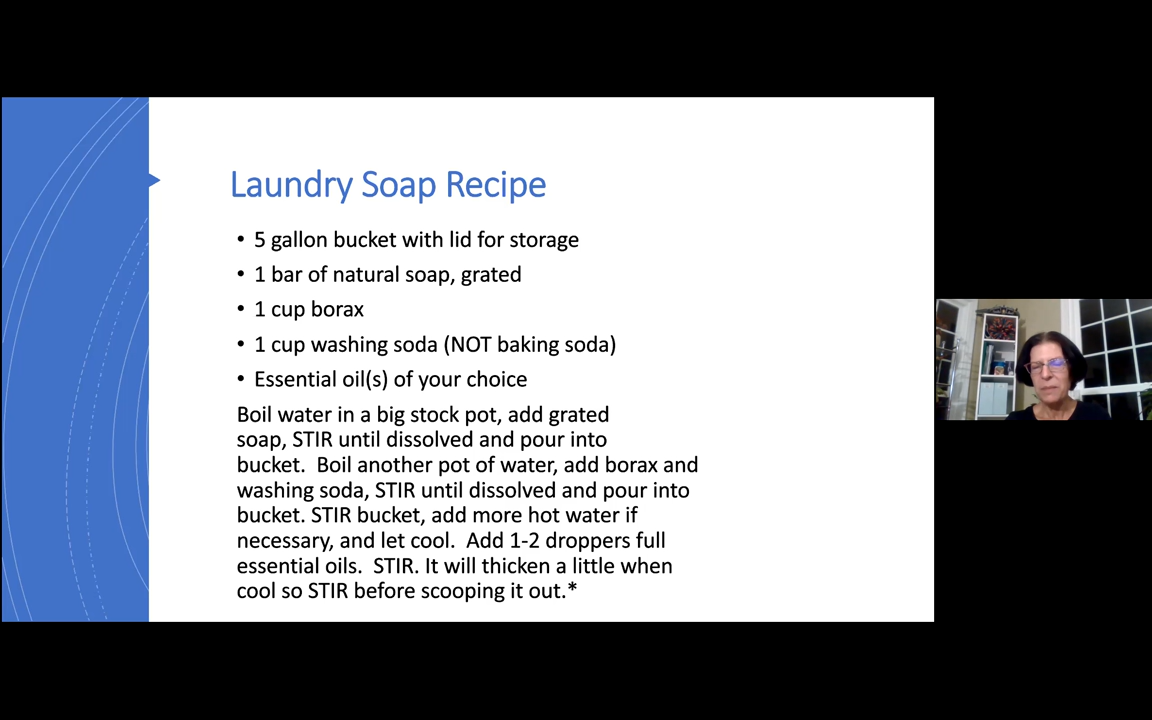 Laundry Soap Recipe
• 5 gallon bucket with lid for storage
• 1 bar of natural soap, grated
• 1 cup borax
• 1 cup washing soda (NOT baking soda)
• Essential oil(s) of your choice
Boil water in a big stock pot, add grated
soap, STIR until dissolved and pour into
bucket.  Boil another pot of water, add borax and
washing soda, STIR until dissolved and pour into
bucket. STIR bucket, add more hot water if
necessary, and let cool.  Add 1-2 droppers full
essential oils.  STIR. It will thicken a little when
cool so STIR before scooping it out.*